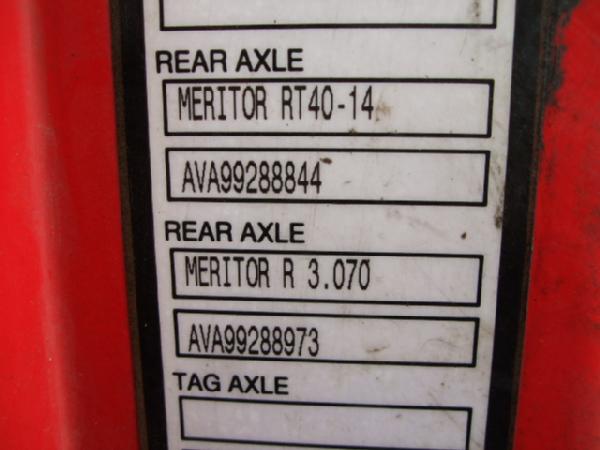 REAR AXLE
MERITOR RT40-14
AVA99288844
REAR AXLE
MERITOR R 3.070
AVA99288973
TAG AXLE